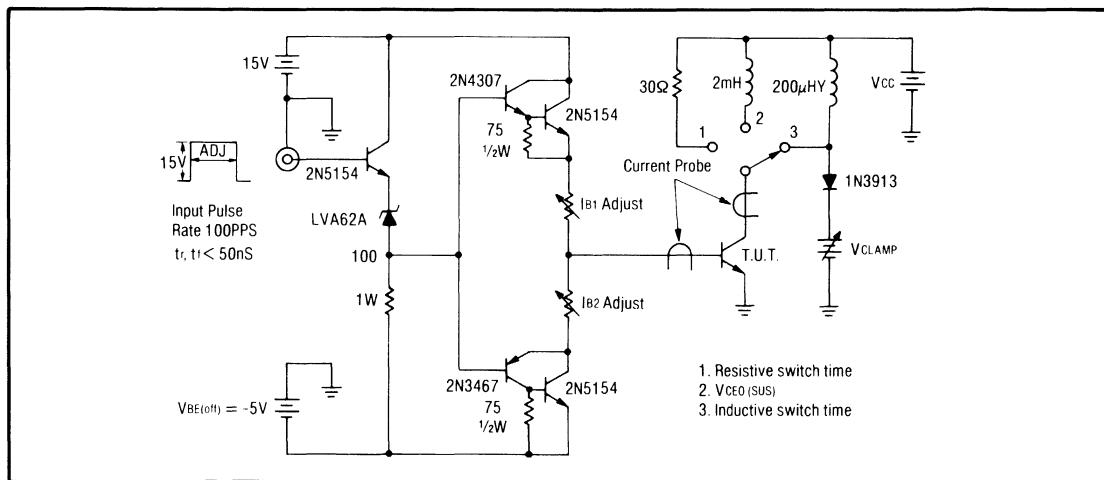 15V
2N4307
2N5154
75
½W
30Ω
2mH
200μHY
VCC
1
2
3
15V
ADJ
2N5154
Current Probe
1N3913
Input Pulse
Rate 100PPS
tr, tf < 50nS
LVA62A
IB1 Adjust
100
1W
T.U.T.
VCLAMP
IB2 Adjust
2N3467
2N5154
75
½W
VBE(off) = -5V
1. Resistive switch time
2. VCEO (SUS)
3. Inductive switch time